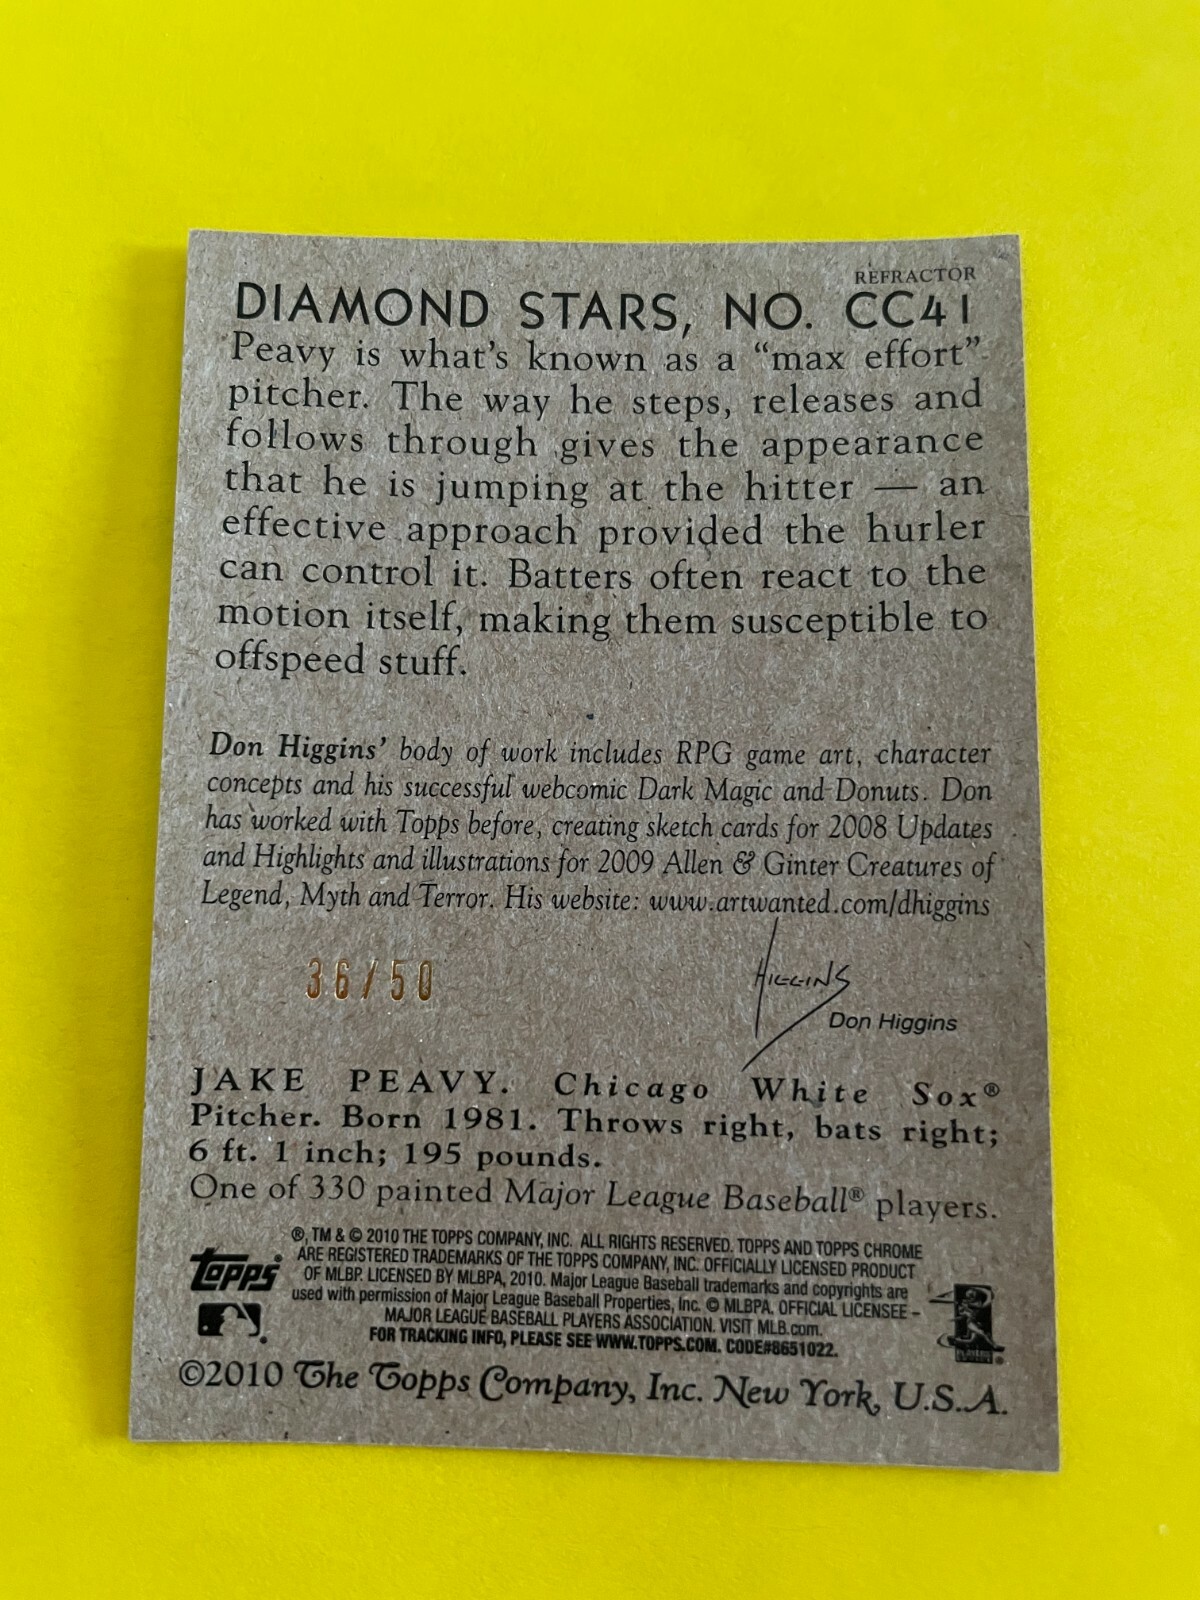 REFRACTOR
DIAMOND STARS, NO. CC41
Peavy is what's known as a “max effort”
pitcher. The way he steps, releases and
follows through gives the appearance
that he is jumping at the hitter — an
effective approach provided the hurler
can control it. Batters often react to the
motion itself, making them susceptible to
offspeed stuff.
Don Higgins’ body of work includes RPG game art, character
concepts and his successful webcomic Dark Magic and Donuts. Don
has worked with Topps before, creating sketch cards for 2008 Updates
and Highlights and illustrations for 2009 Allen & Ginter Creatures of
Legend, Myth and Terror. His website: www.artwanted.com/dhiggins
36/50
HIGGINS
Don Higgins
JAKE PEAVY. Chicago White Sox®
Pitcher. Born 1981. Throws right, bats right;
6 ft. 1 inch; 195 pounds.
One of 330 painted Major League Baseball® players.
®, TM & © 2010 THE TOPPS COMPANY, INC. ALL RIGHTS RESERVED. TOPPS AND TOPPS CHROME
ARE REGISTERED TRADEMARKS OF THE TOPPS COMPANY, INC. OFFICIALLY LICENSED PRODUCT
OF MLBP. LICENSED BY MLBPA, 2010. Major League Baseball trademarks and copyrights are
used with permission of Major League Baseball Properties, Inc. © MLBPA. OFFICIAL LICENSEE –
MAJOR LEAGUE BASEBALL PLAYERS ASSOCIATION. VISIT MLB.com.
FOR TRACKING INFO, PLEASE SEE WWW.TOPPS.COM. CODE#8651022.
topps®
©2010 The Topps Company, Inc. New York, U.S.A.